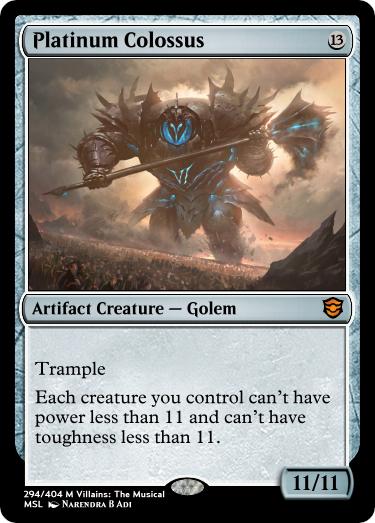 Platinum Colossus 13
Artifact Creature — Golem
Trample
Each creature you control can't have
power less than 11 and can't have
toughness less than 11.
11/11
294/404 M Villains: The Musical
MSL Narendra B Adi